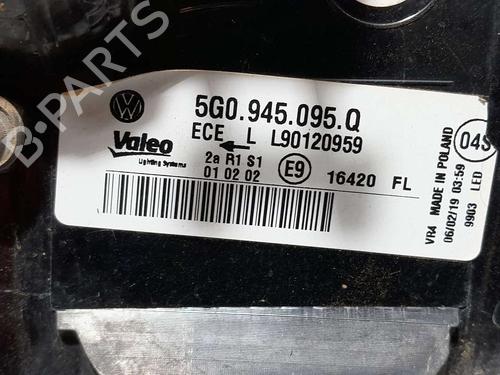 B-PARTS
5G0.945.095.Q
ECE L L90120959
Valeo
Lighting Systems
2a R1 S1
01 02 02
E9
16420 FL
VR4 MADE IN POLAND
06/02/19 03:59
9903 LED
04S